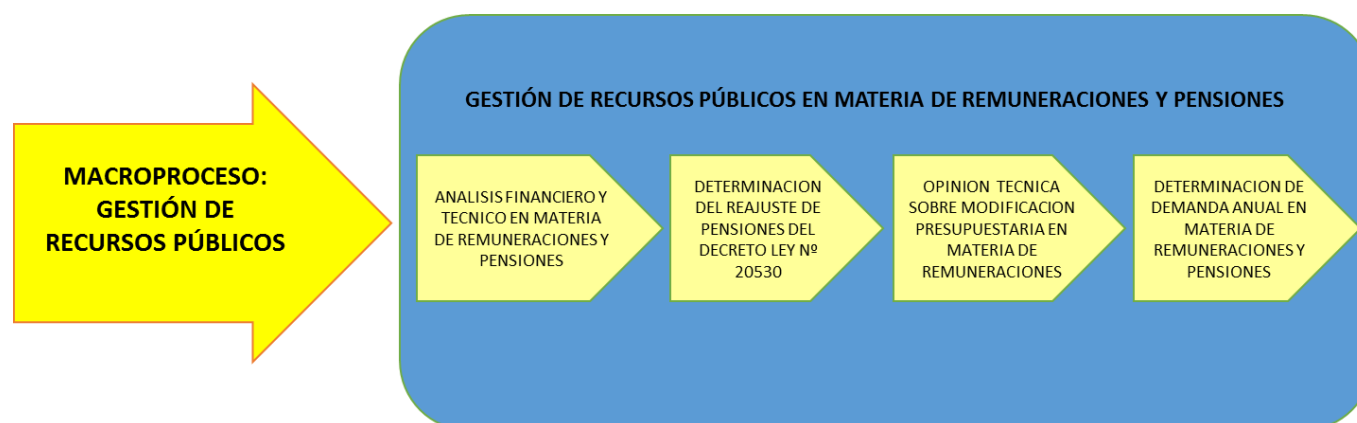 GESTIÓN DE RECURSOS PÚBLICOS EN MATERIA DE REMUNERACIONES Y PENSIONES
MACROPROCESO:
GESTIÓN DE
RECURSOS PÚBLICOS
ANALISIS FINANCIERO Y
TECNICO EN MATERIA
DE REMUNERACIONES Y
PENSIONES
DETERMINACION
DEL REAJUSTE DE
PENSIONES DEL
DECRETO LEY Nº
20530
OPINION TECNICA
SOBRE MODIFICACION
PRESUPUESTARIA EN
MATERIA DE
REMUNERACIONES
DETERMINACION DE
DEMANDA ANUAL EN
MATERIA DE
REMUNERACIONES Y
PENSIONES